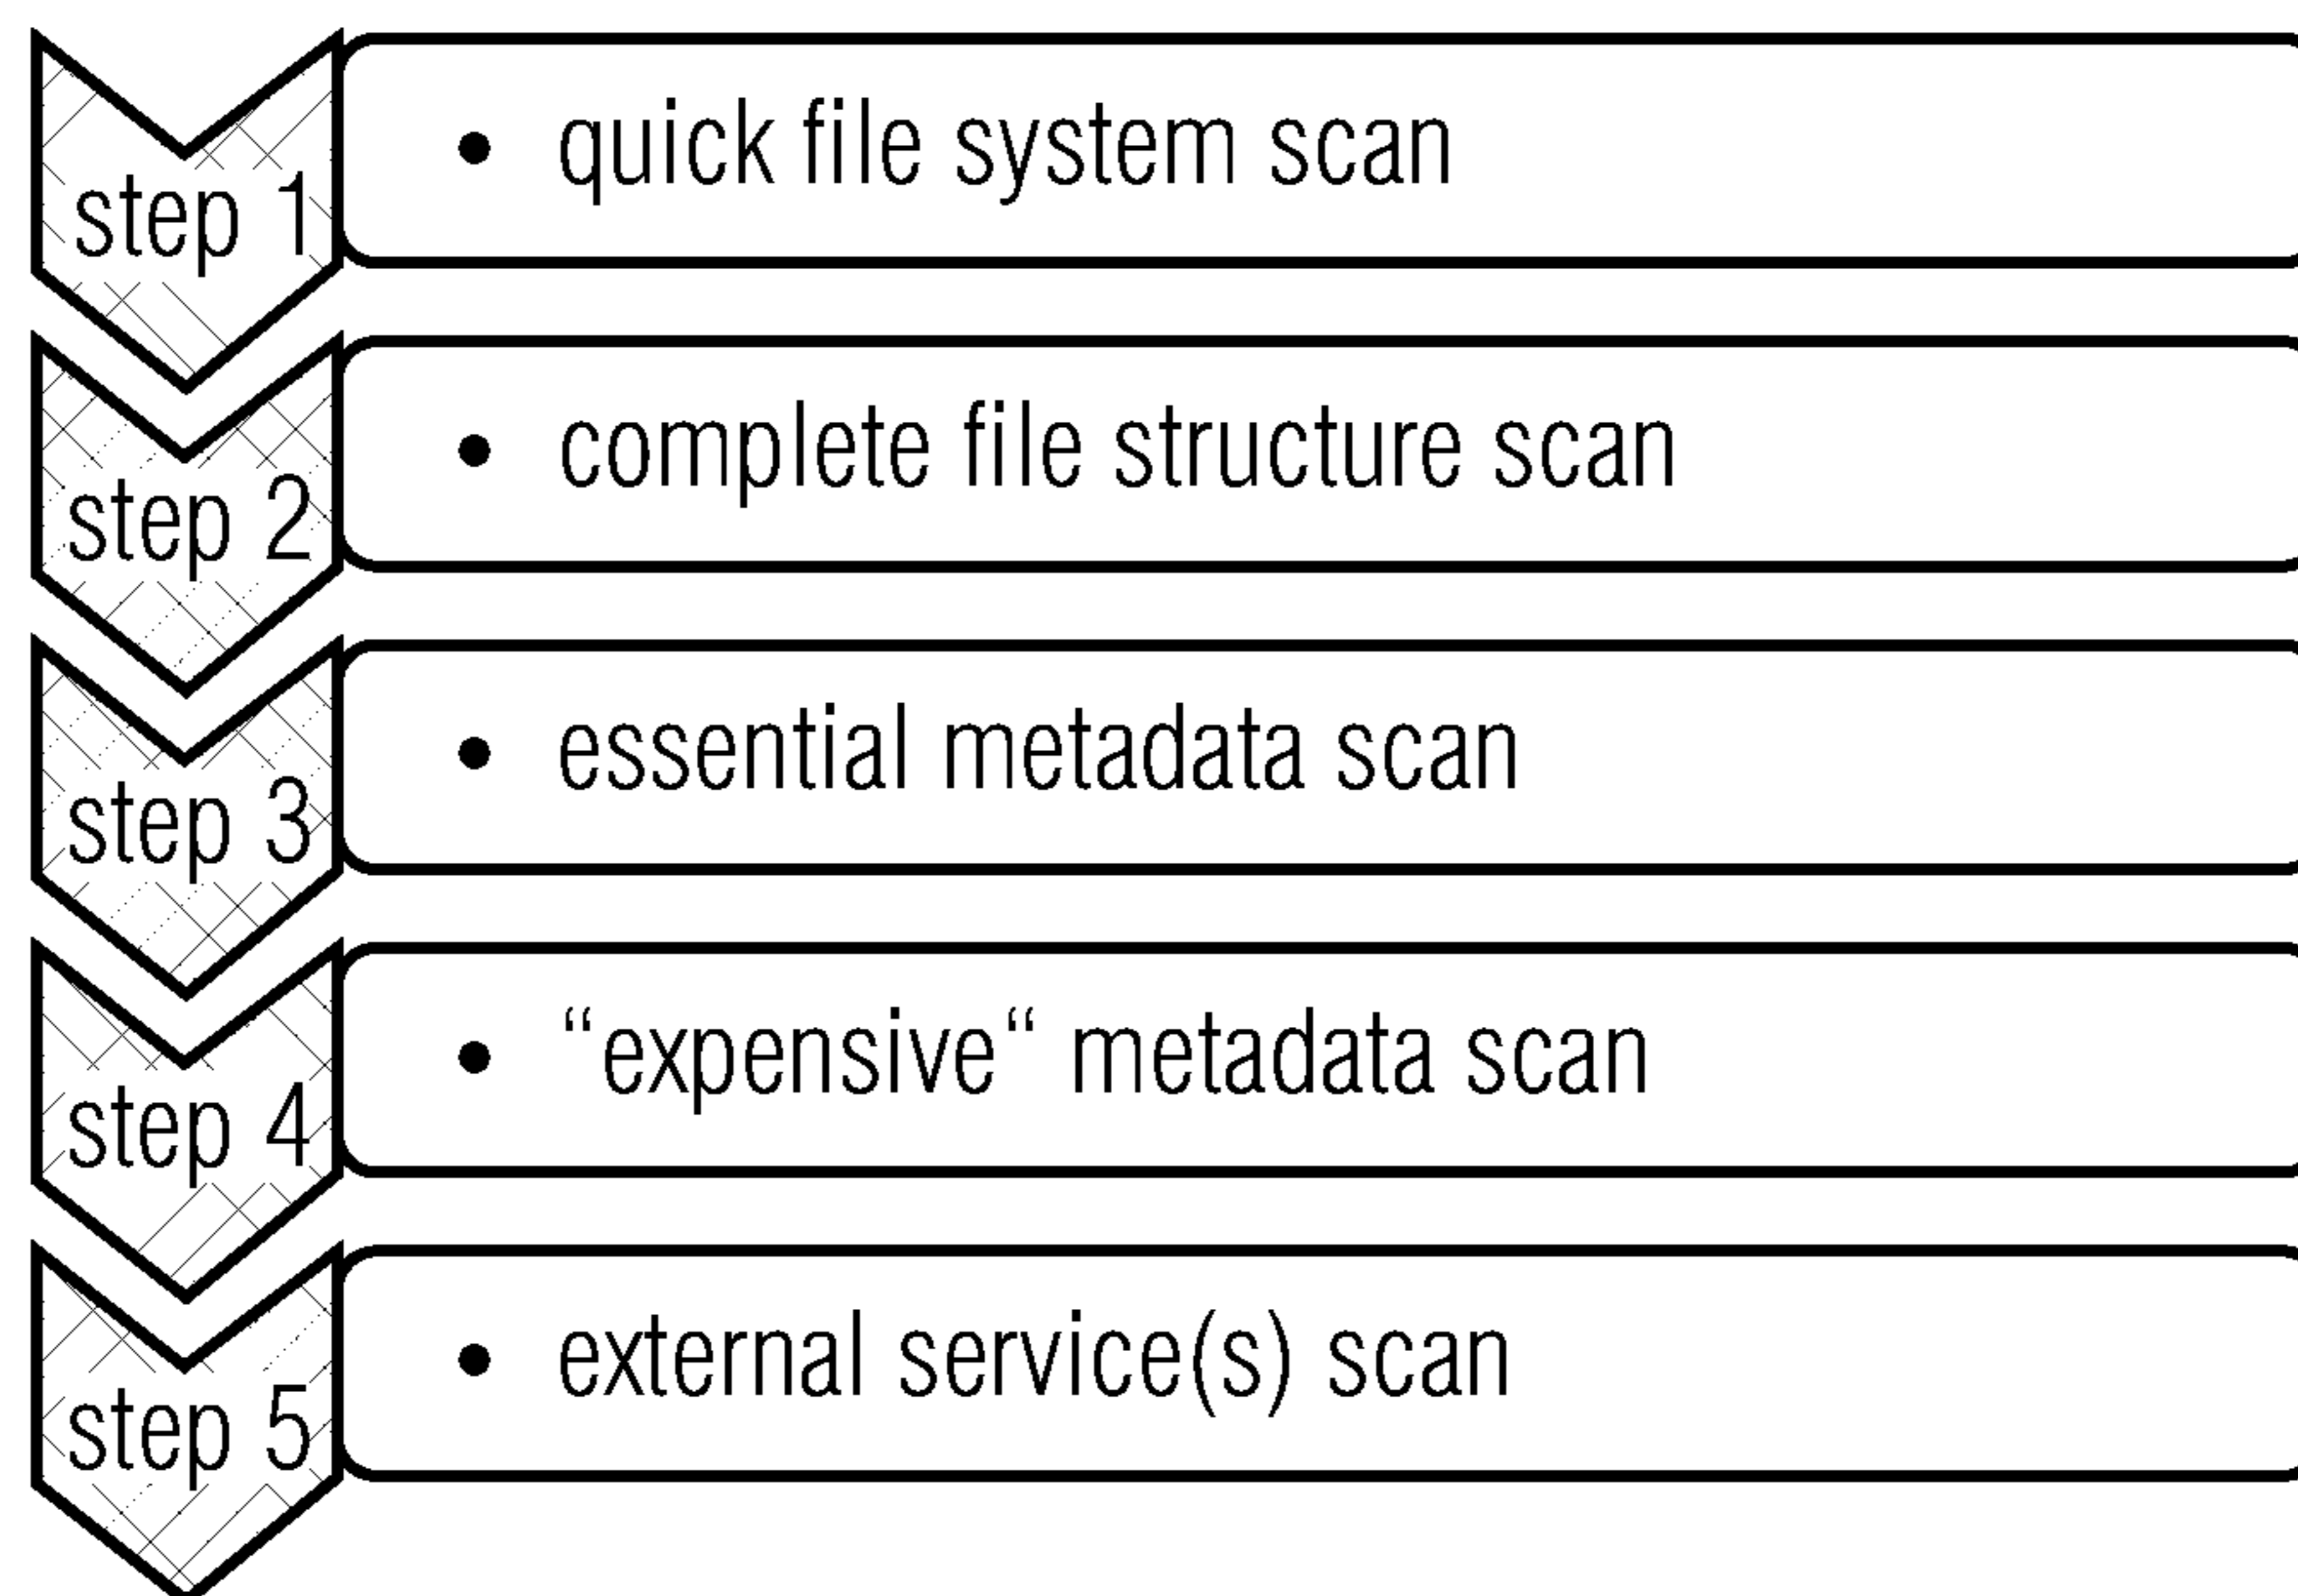 step 1
• quick file system scan
step 2
• complete file structure scan
step 3
• essential metadata scan
step 4
• “expensive“ metadata scan
step 5
• external service(s) scan